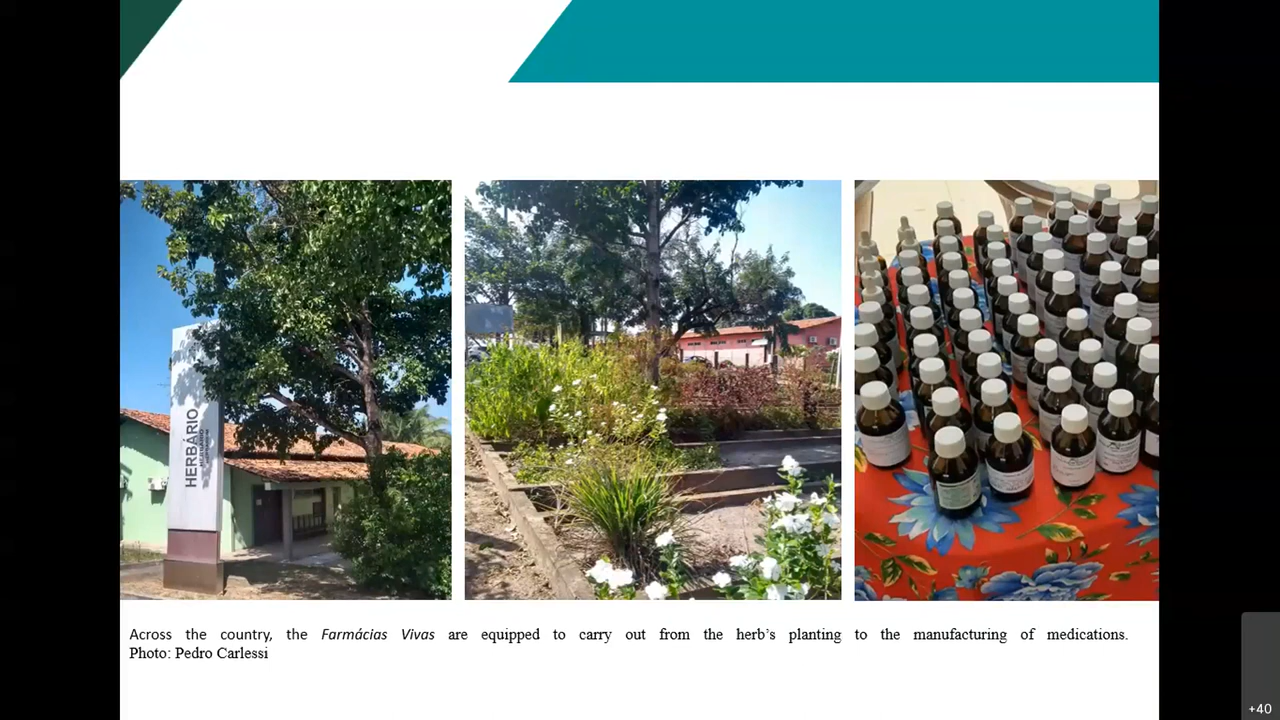 HERBÁRIO
Across the country, the Farmácias Vivas are equipped to carry out from the herb's planting to the manufacturing of medications.
Photo: Pedro Carlessi
+40